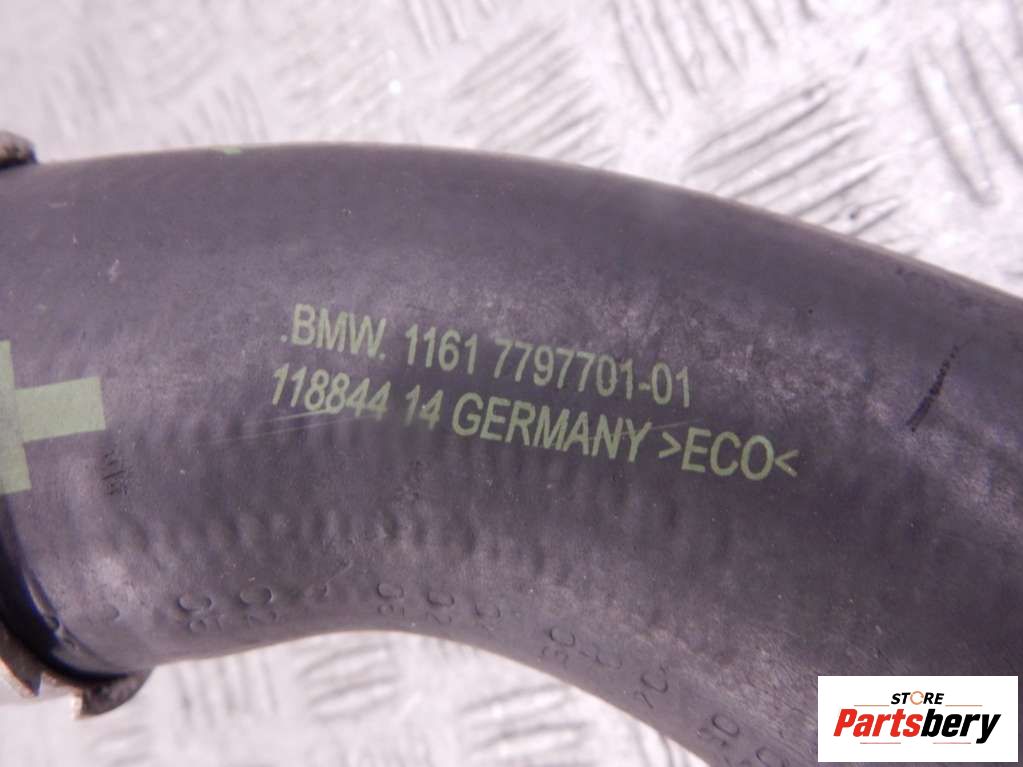 .BMW. 1161 7797701-01
118844 14 GERMANY >ECO<
STORE
Partsbery